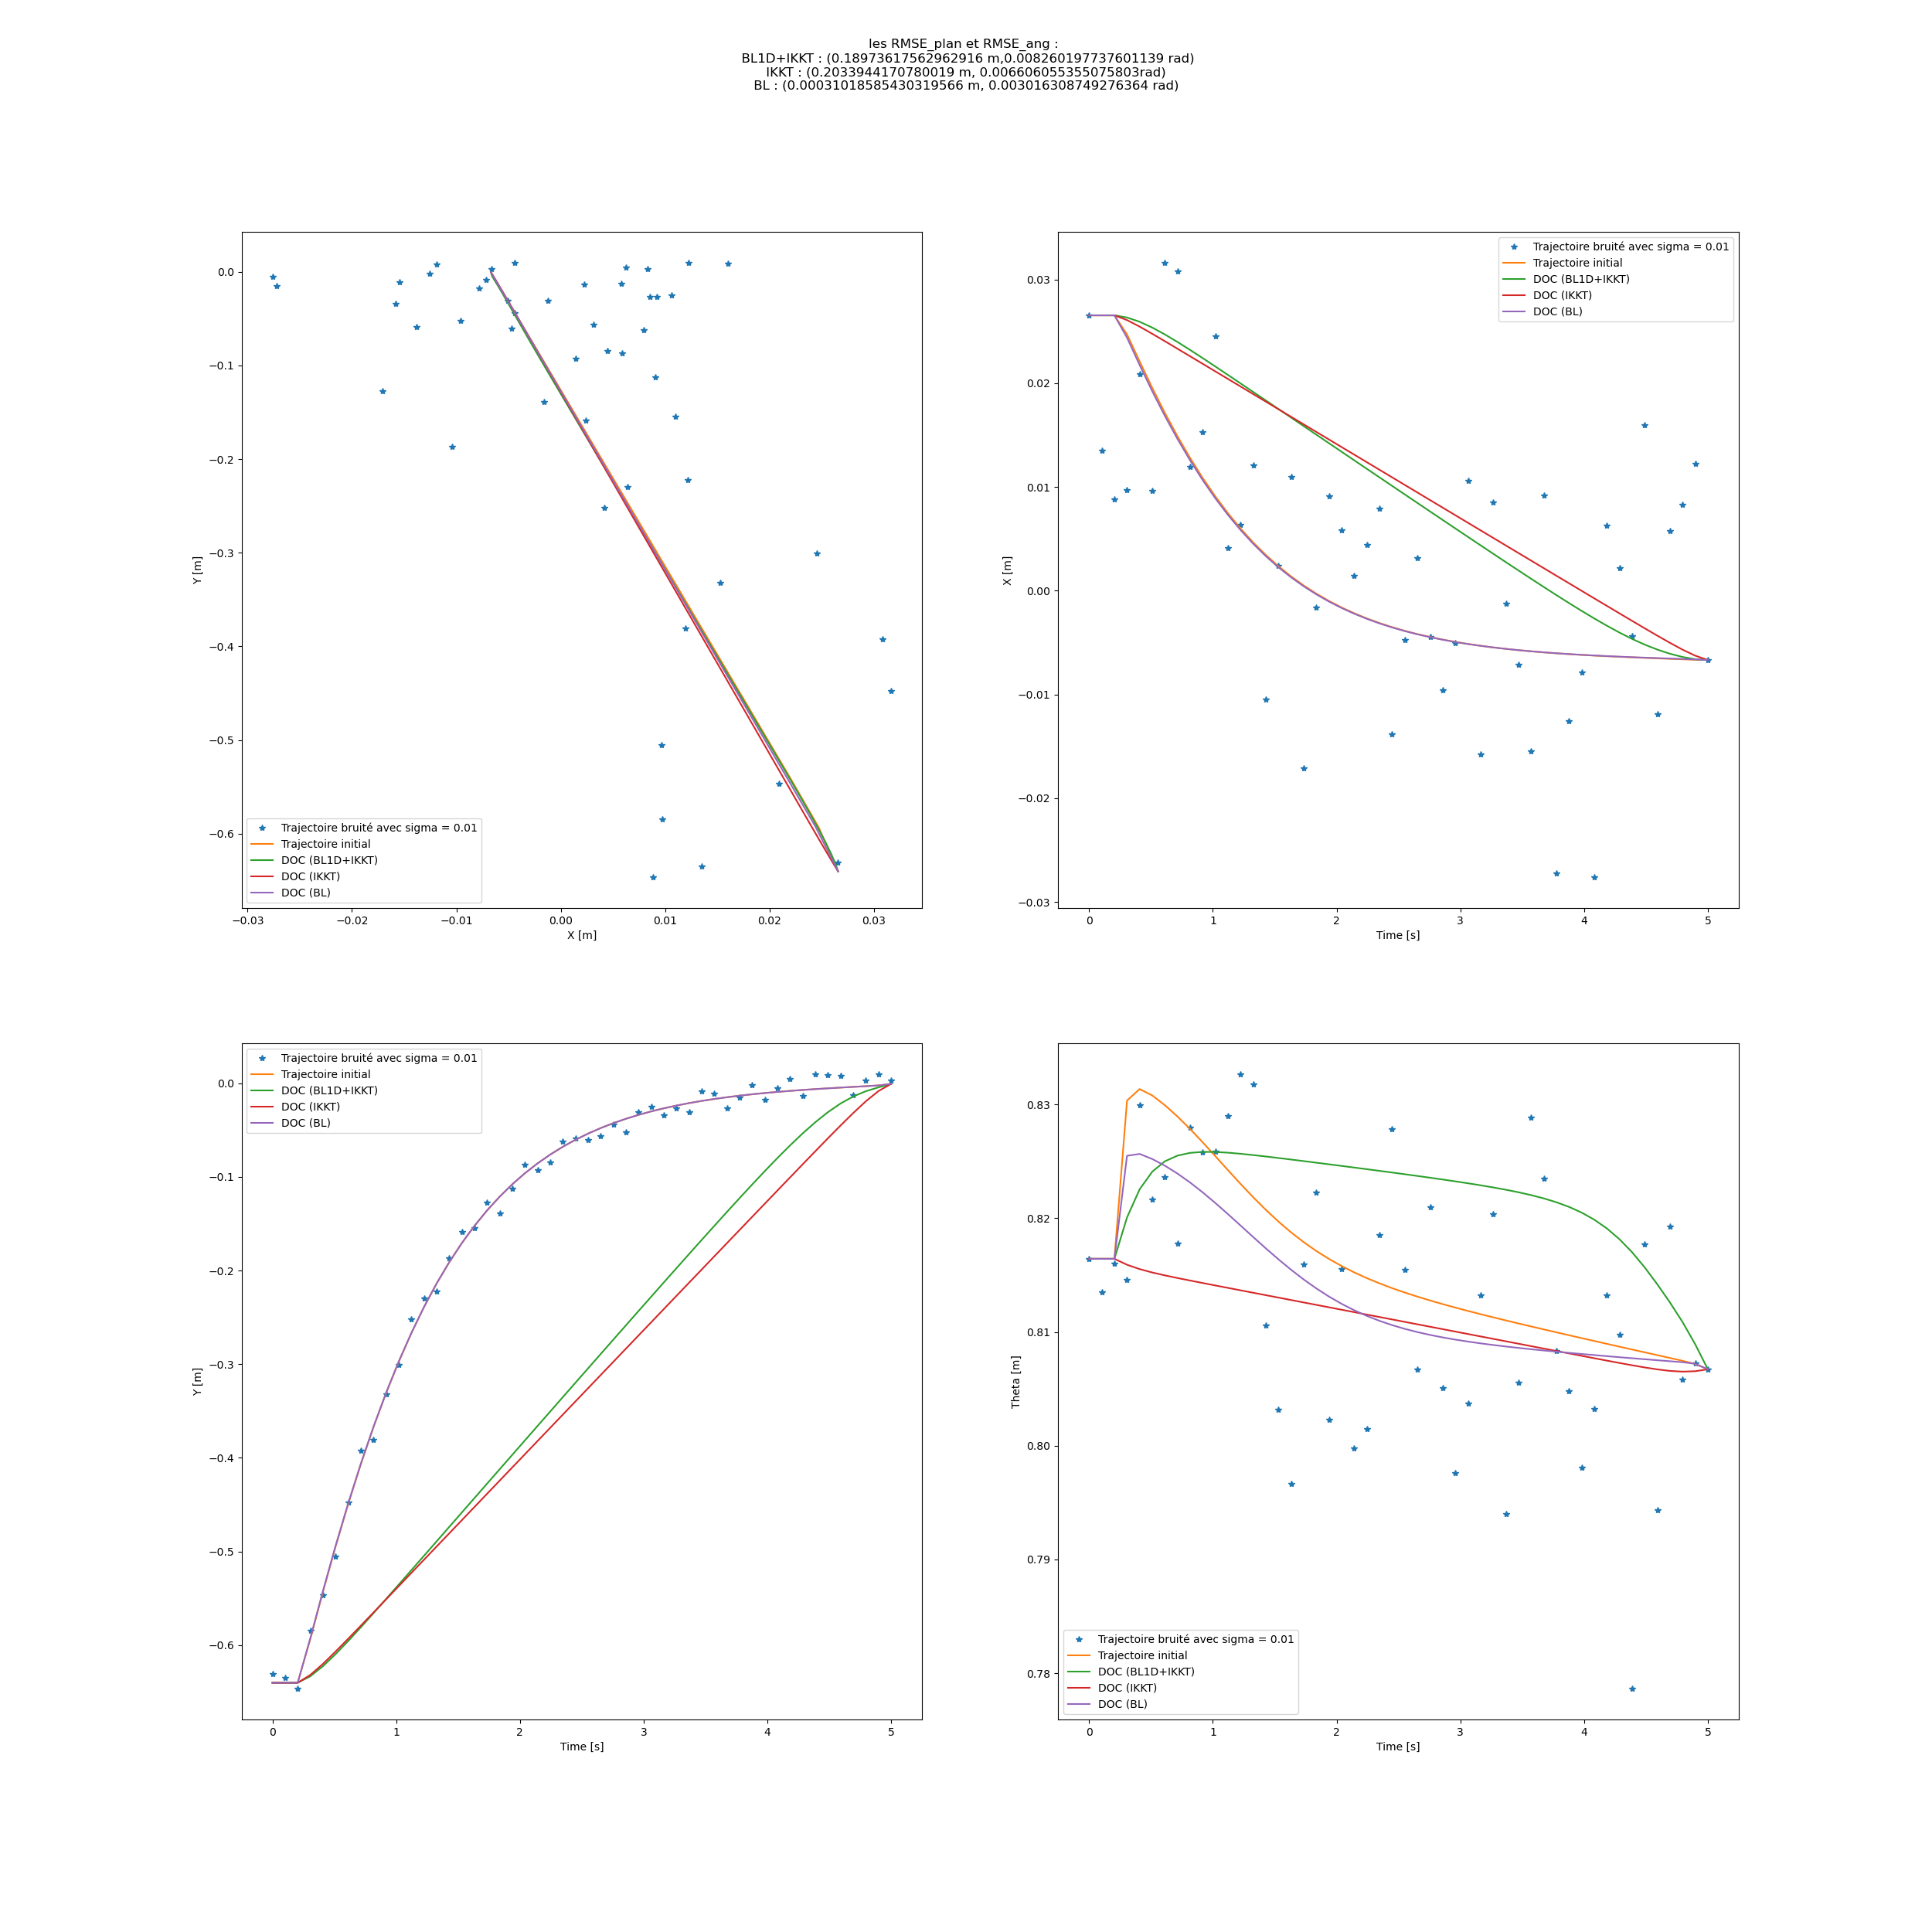 les RMSE_plan et RMSE_ang :
BL1D+IKKT : (0.18973617562962916 m,0.008260197737601139 rad)
IKKT : (0.2033944170780019 m, 0.006606055355075803rad)
BL : (0.00031018585430319566 m, 0.003016308749276364 rad)
0.0
−0.1
−0.2
−0.3
−0.4
−0.5
−0.6
Y [m]
Trajectoire bruité avec sigma = 0.01
Trajectoire initial
DOC (BL1D+IKKT)
DOC (IKKT)
DOC (BL)
−0.03 −0.02 −0.01 0.00 0.01 0.02 0.03
X [m]
0.03
0.02
0.01
0.00
−0.01
−0.02
−0.03
X [m]
Trajectoire bruité avec sigma = 0.01
Trajectoire initial
DOC (BL1D+IKKT)
DOC (IKKT)
DOC (BL)
0 1 2 3 4 5
Time [s]
0.0
−0.1
−0.2
−0.3
−0.4
−0.5
−0.6
Y [m]
Trajectoire bruité avec sigma = 0.01
Trajectoire initial
DOC (BL1D+IKKT)
DOC (IKKT)
DOC (BL)
0 1 2 3 4 5
Time [s]
0.83
0.82
0.81
0.80
0.79
0.78
Theta [m]
Trajectoire bruité avec sigma = 0.01
Trajectoire initial
DOC (BL1D+IKKT)
DOC (IKKT)
DOC (BL)
0 1 2 3 4 5
Time [s]